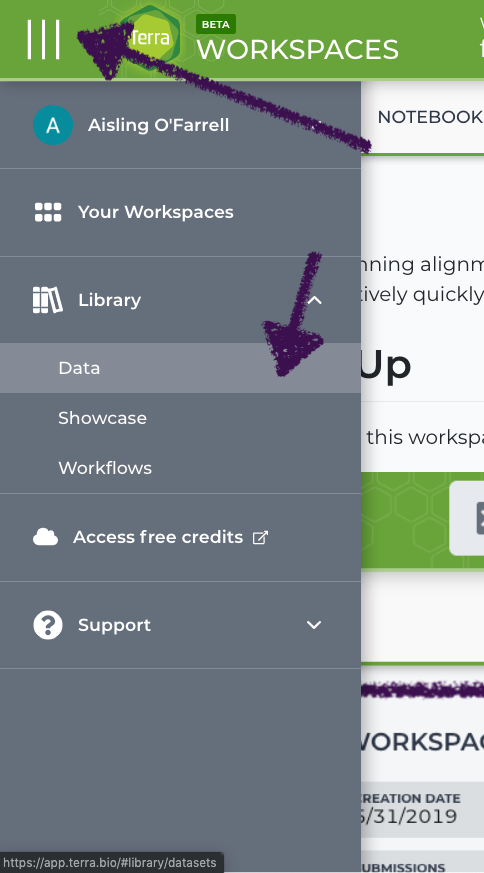 Terra
BETA
WORKSPACES
A
Aisling O'Farrell
NOTEBOOK
Your Workspaces
Library
Data
Showcase
Workflows
Access free credits
Support
nning alignm
tively quickly
Up
this workspa
WORKSPAC
REATION DATE
5/31/2019
UBMISSIONS
https://app.terra.bio/#library/datasets